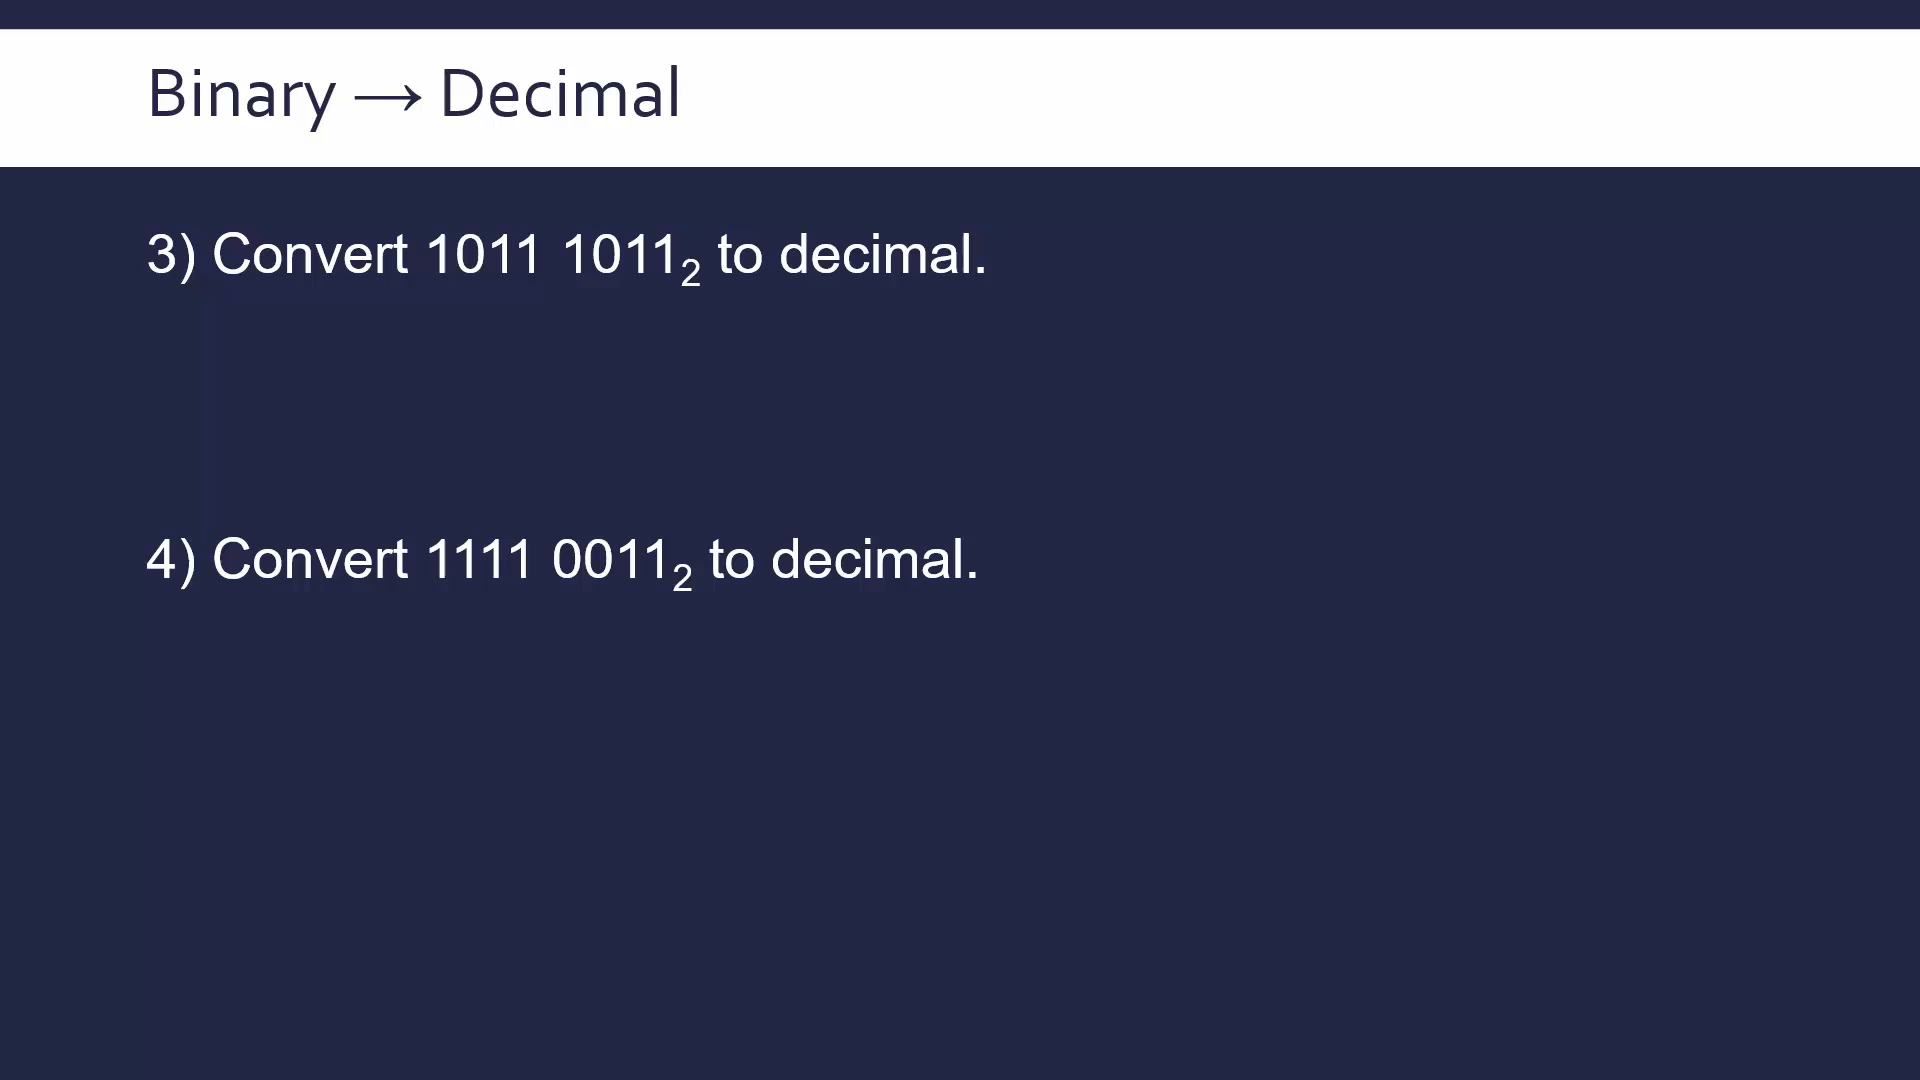 Binary → Decimal
3) Convert 1011 1011₂ to decimal.
4) Convert 1111 0011₂ to decimal.